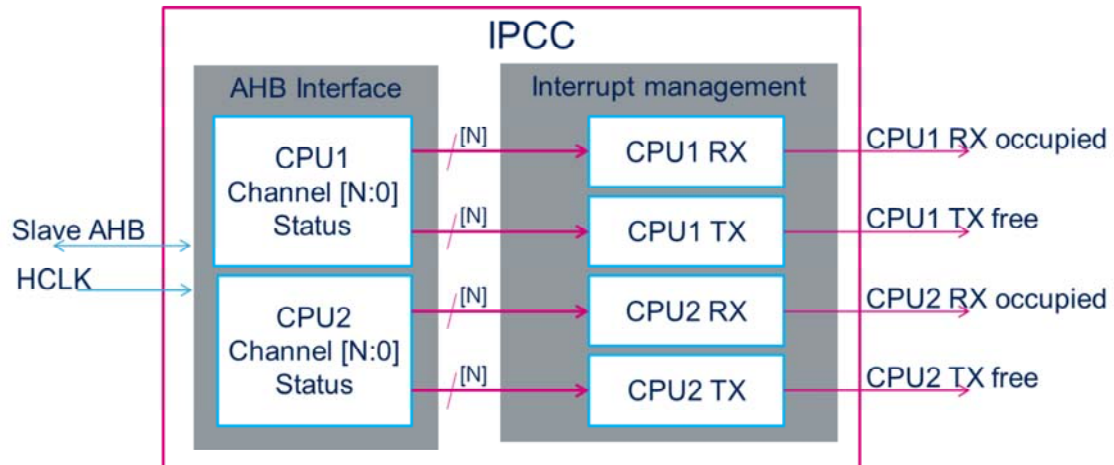 IPCC
AHB Interface
Interrupt management
CPU1
Channel [N:0]
Status
CPU2
Channel [N:0]
Status
Slave AHB
HCLK
[N]
[N]
[N]
[N]
CPU1 RX
CPU1 TX
CPU2 RX
CPU2 TX
CPU1 RX occupied
CPU1 TX free
CPU2 RX occupied
CPU2 TX free